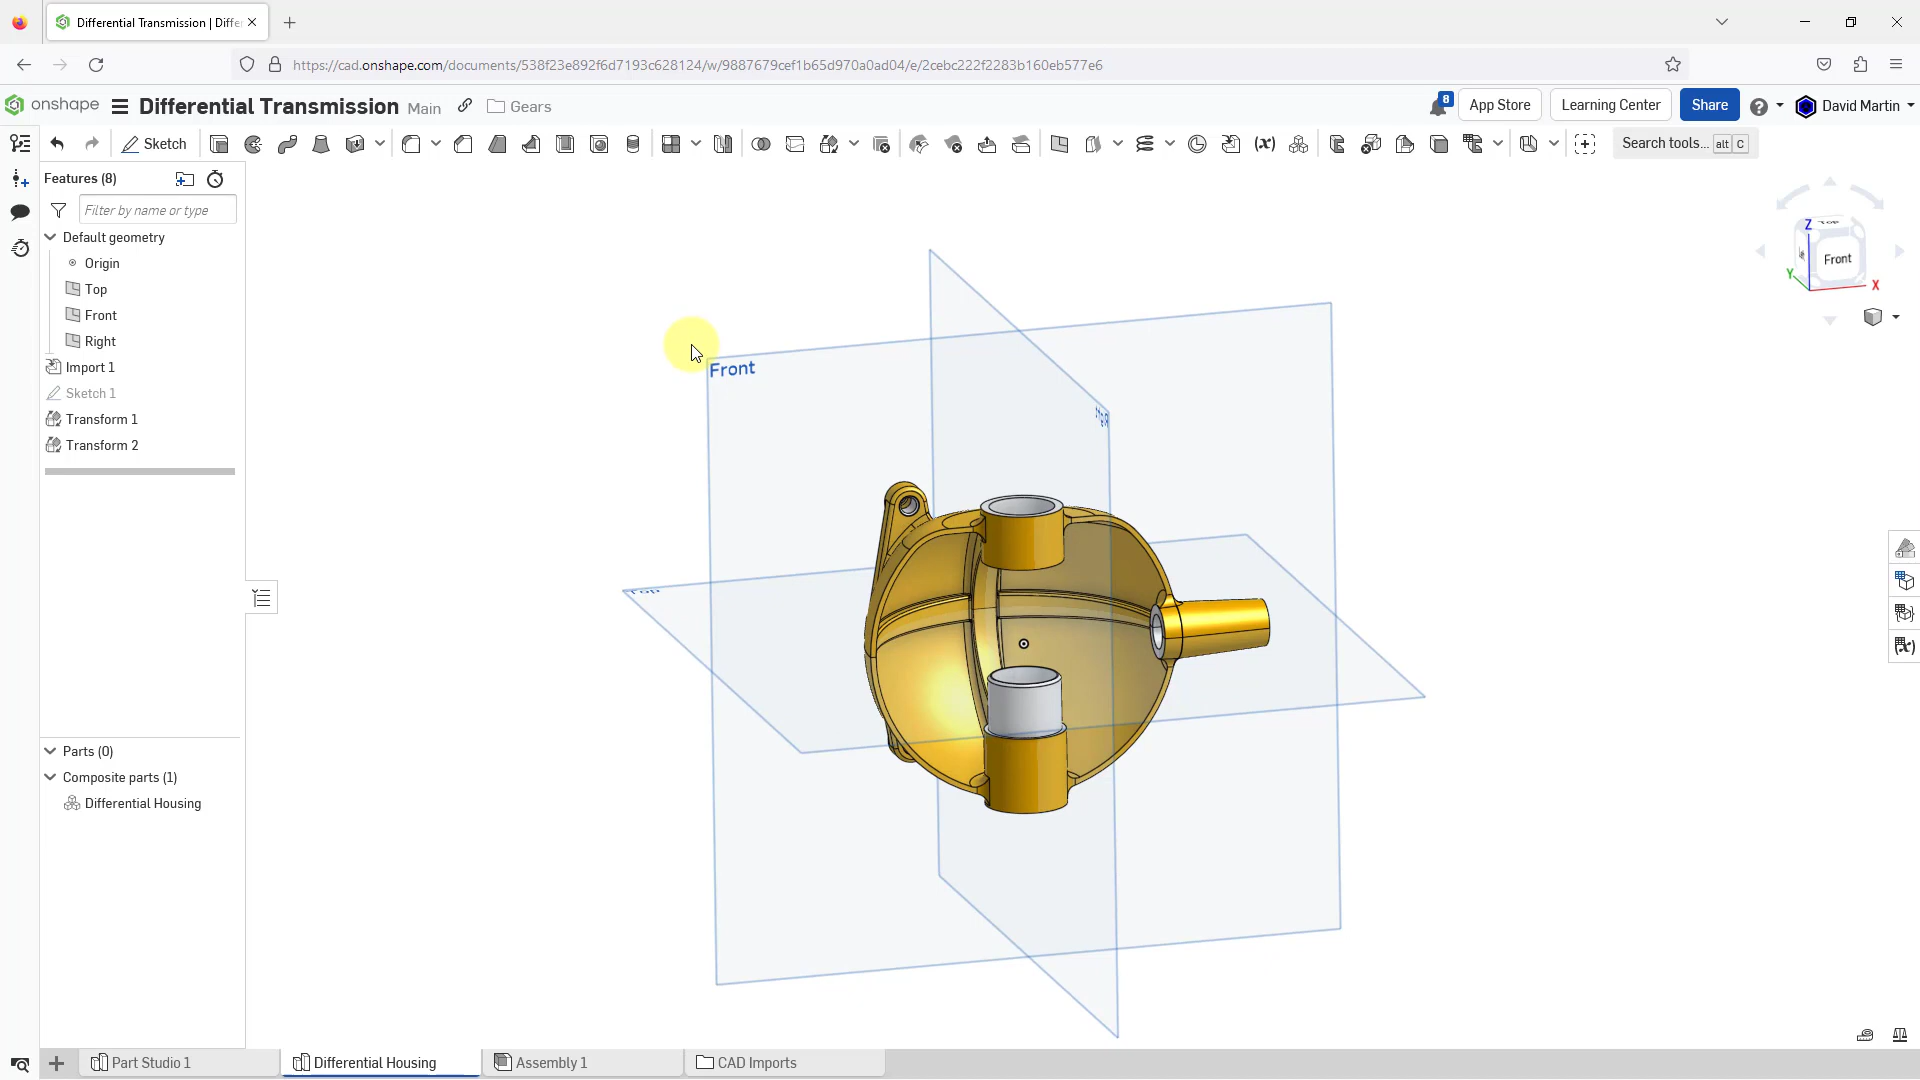 Differential Transmission | Diffe
https://cad.onshape.com/documents/538f23e892f6d7193c628124/w/9887679cef1b65d970a0ad04/e/2cebc222f2283b160eb577e6
onshape Differential Transmission Main Gears 8 App Store Learning Center Share David Martin
Sketch Search tools... alt C
Features (8)
Filter by name or type
Default geometry
Origin
Top
Front
Right
Import 1
Sketch 1
Transform 1
Transform 2
Parts (0)
Composite parts (1)
Differential Housing
Front
Top
Z Top
Front
Y X
Part Studio 1 Differential Housing Assembly 1 CAD Imports